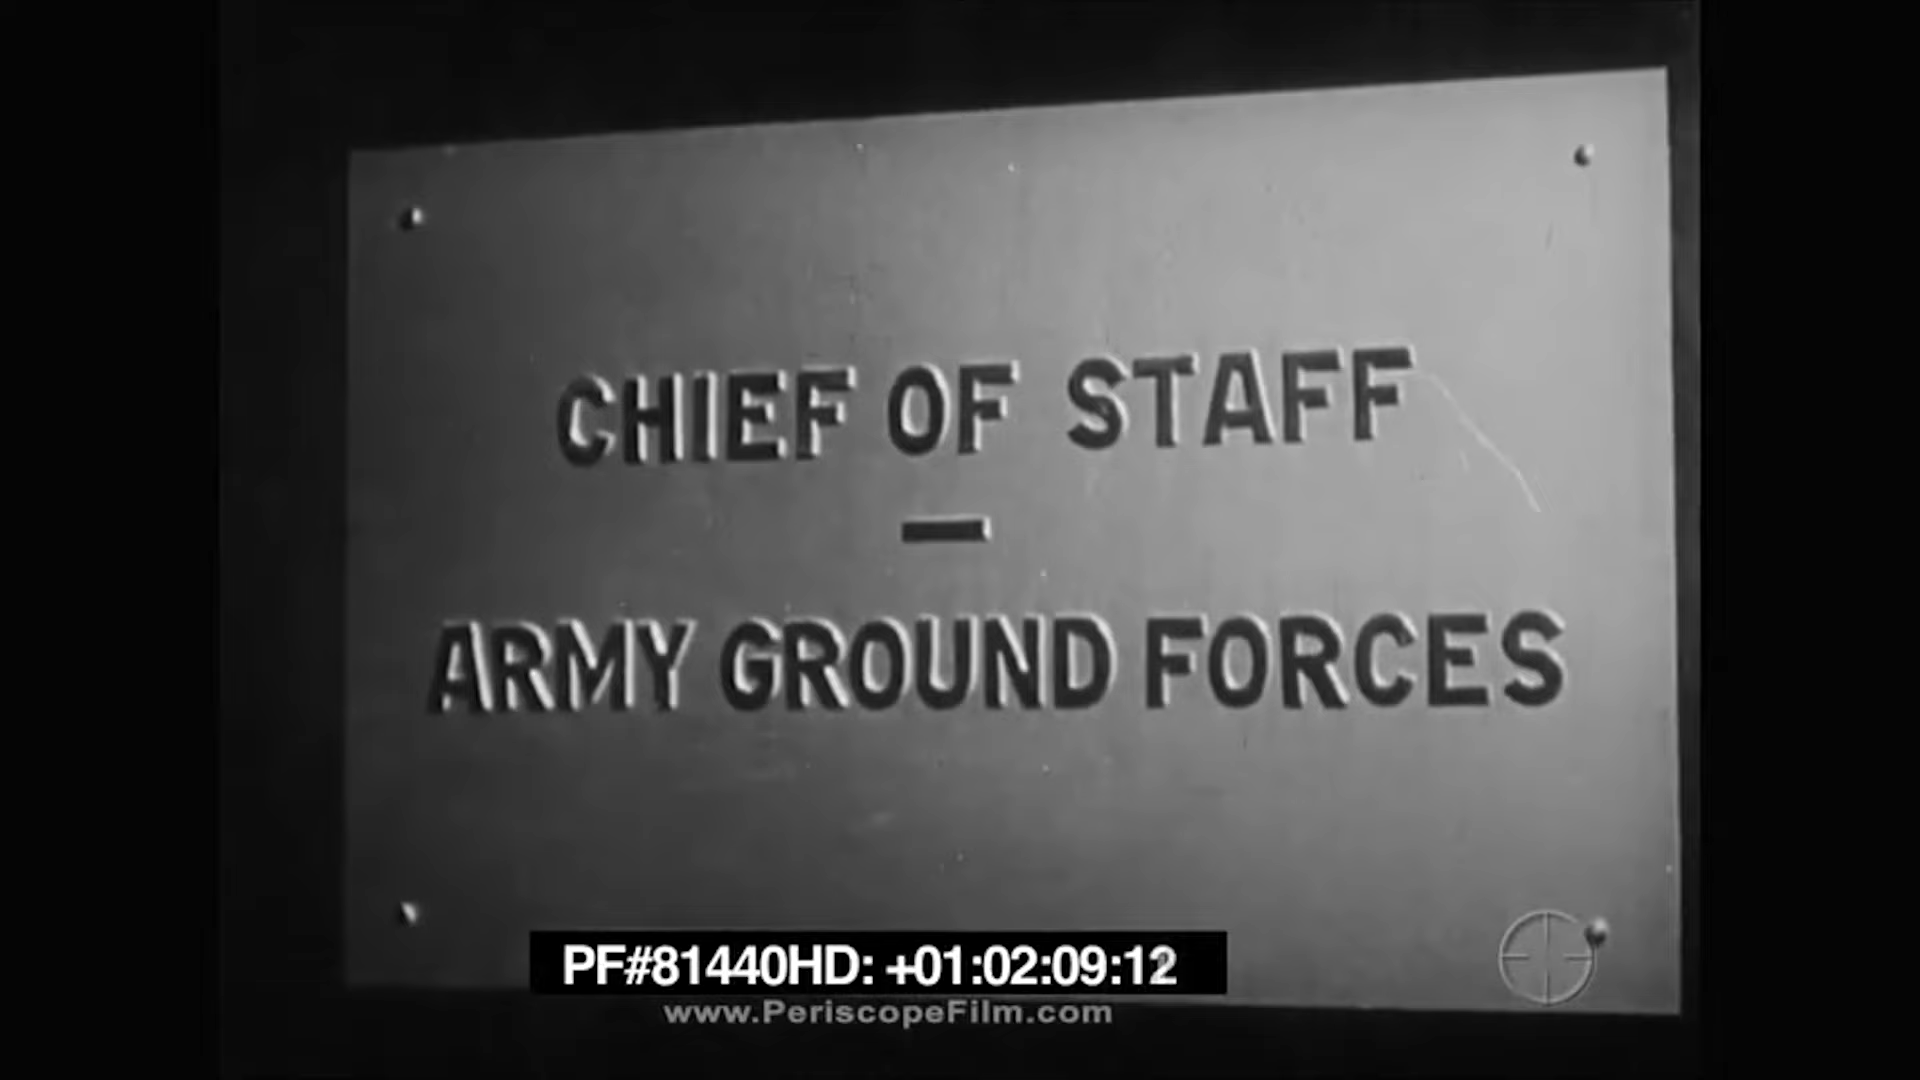 CHIEF OF STAFF
—
ARMY GROUND FORCES
PF#81440HD: +01:02:09:12
www.PeriscopeFilm.com